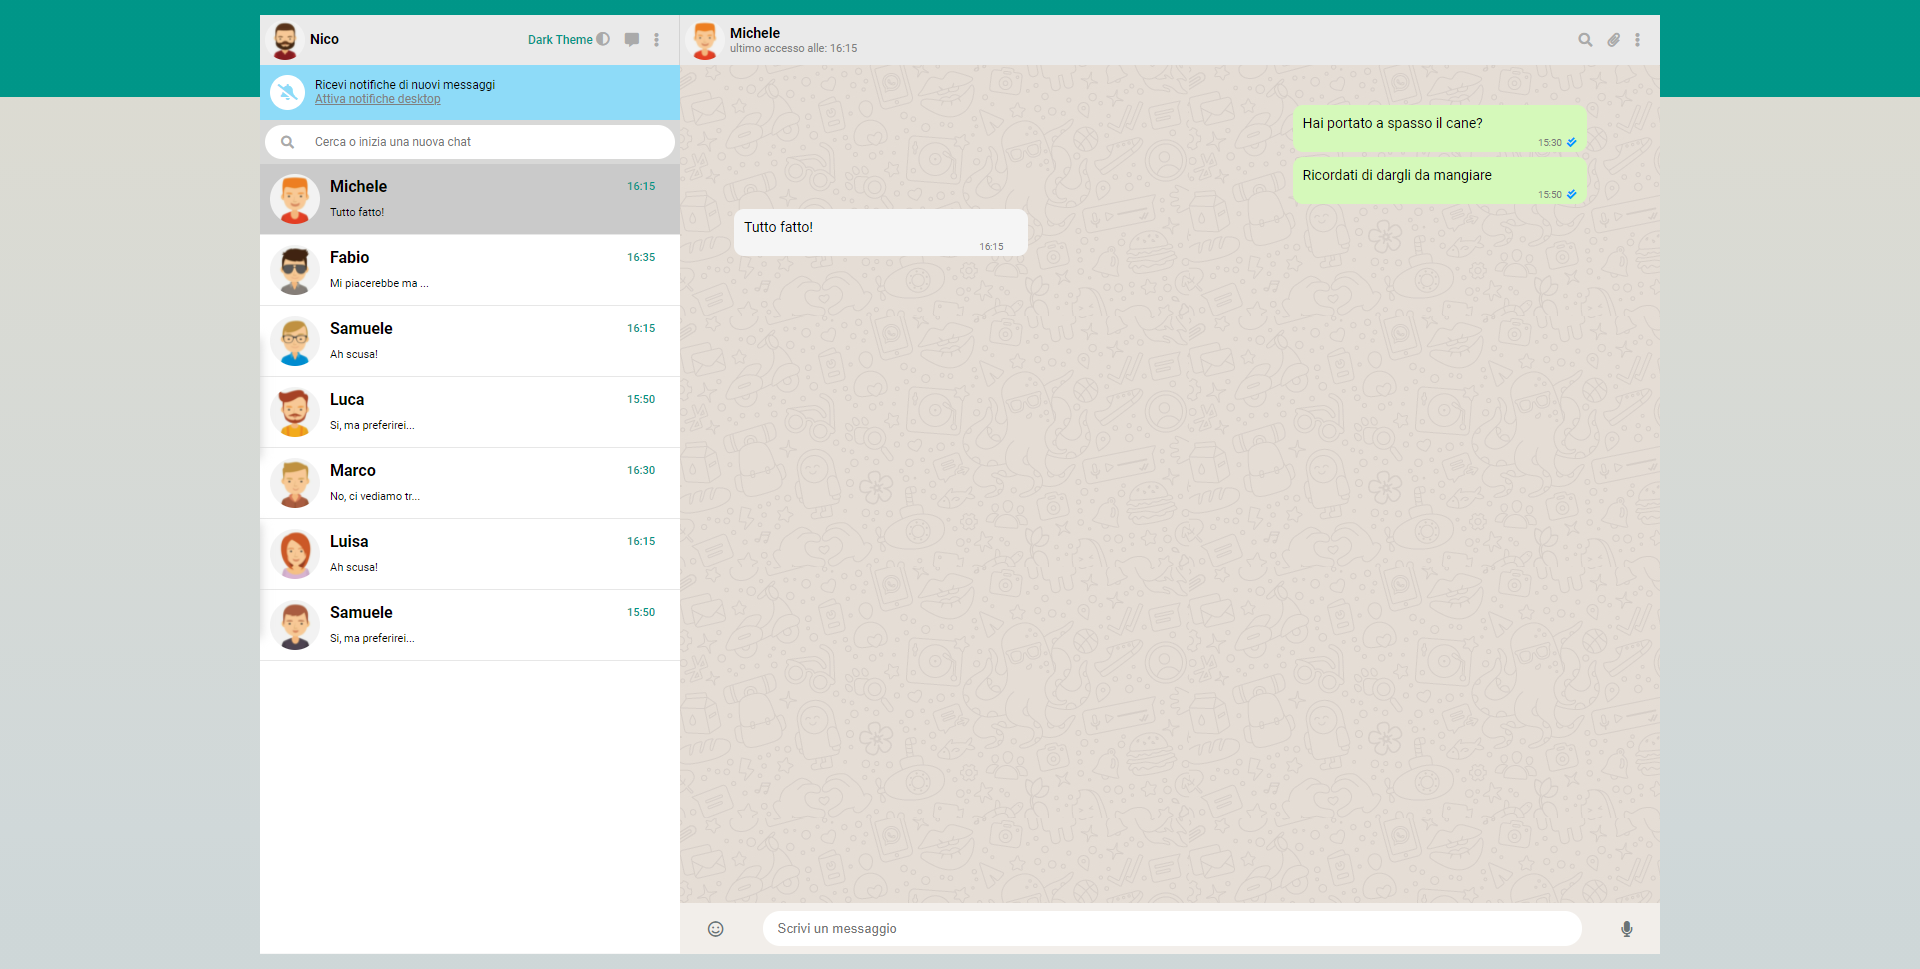 Nico
Dark Theme
Ricevi notifiche di nuovi messaggi
Attiva notifiche desktop
Cerca o inizia una nuova chat
Michele 16:15
Tutto fatto!
Fabio 16:35
Mi piacerebbe ma ...
Samuele 16:15
Ah scusa!
Luca 15:50
Si, ma preferirei...
Marco 16:30
No, ci vediamo tr...
Luisa 16:15
Ah scusa!
Samuele 15:50
Si, ma preferirei...
Michele
ultimo accesso alle: 16:15
Hai portato a spasso il cane?
15:30
Ricordati di dargli da mangiare
15:50
Tutto fatto!
16:15
Scrivi un messaggio